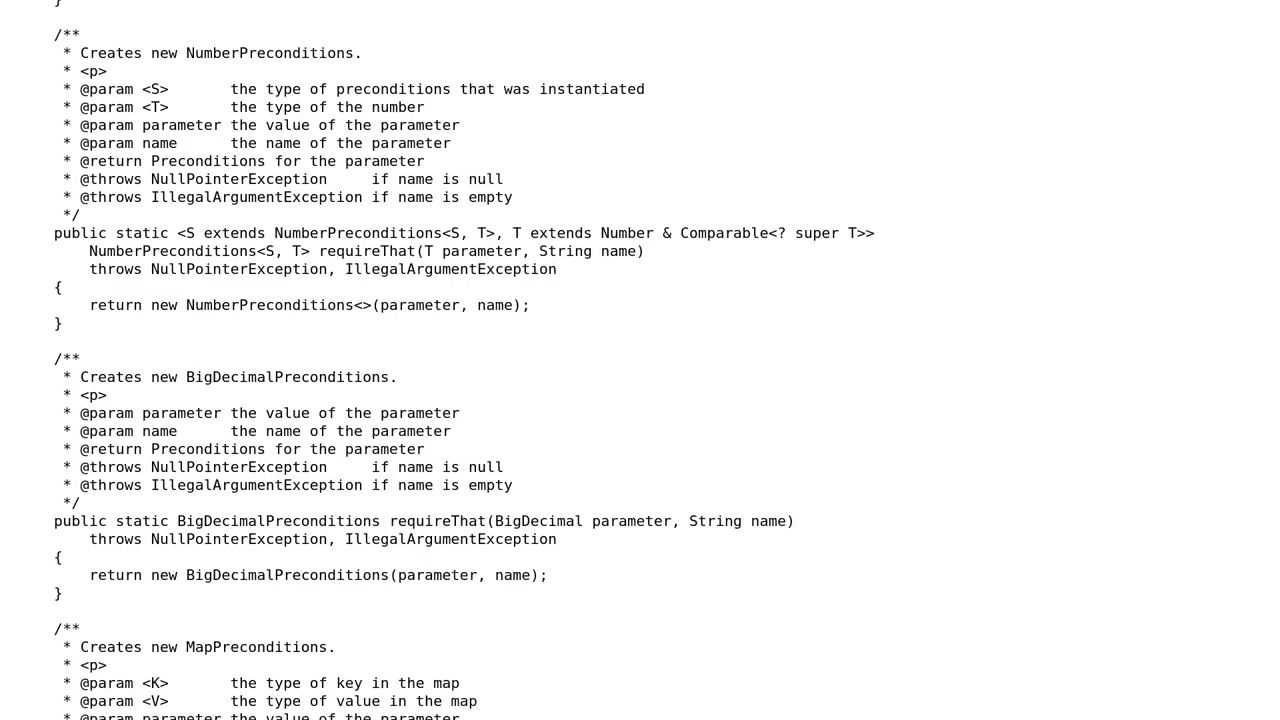 }
/**
 * Creates new NumberPreconditions.
 * <p>
 * @param <S>       the type of preconditions that was instantiated
 * @param <T>       the type of the number
 * @param parameter the value of the parameter
 * @param name      the name of the parameter
 * @return Preconditions for the parameter
 * @throws NullPointerException     if name is null
 * @throws IllegalArgumentException if name is empty
 */
public static <S extends NumberPreconditions<S, T>, T extends Number & Comparable<? super T>>
    NumberPreconditions<S, T> requireThat(T parameter, String name)
    throws NullPointerException, IllegalArgumentException
{
    return new NumberPreconditions<>(parameter, name);
}
/**
 * Creates new BigDecimalPreconditions.
 * <p>
 * @param parameter the value of the parameter
 * @param name      the name of the parameter
 * @return Preconditions for the parameter
 * @throws NullPointerException     if name is null
 * @throws IllegalArgumentException if name is empty
 */
public static BigDecimalPreconditions requireThat(BigDecimal parameter, String name)
    throws NullPointerException, IllegalArgumentException
{
    return new BigDecimalPreconditions(parameter, name);
}
/**
 * Creates new MapPreconditions.
 * <p>
 * @param <K>       the type of key in the map
 * @param <V>       the type of value in the map
 * @param parameter the value of the parameter